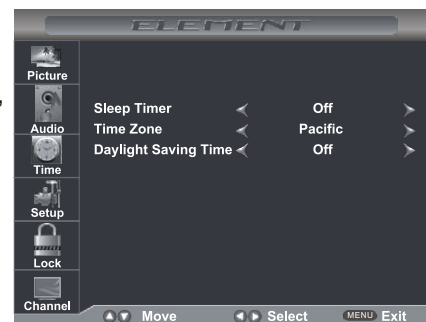 ELEMENT
Picture
Audio
Time
Setup
Lock
Channel
Sleep Timer Off
Time Zone Pacific
Daylight Saving Time Off
Move Select MENU Exit